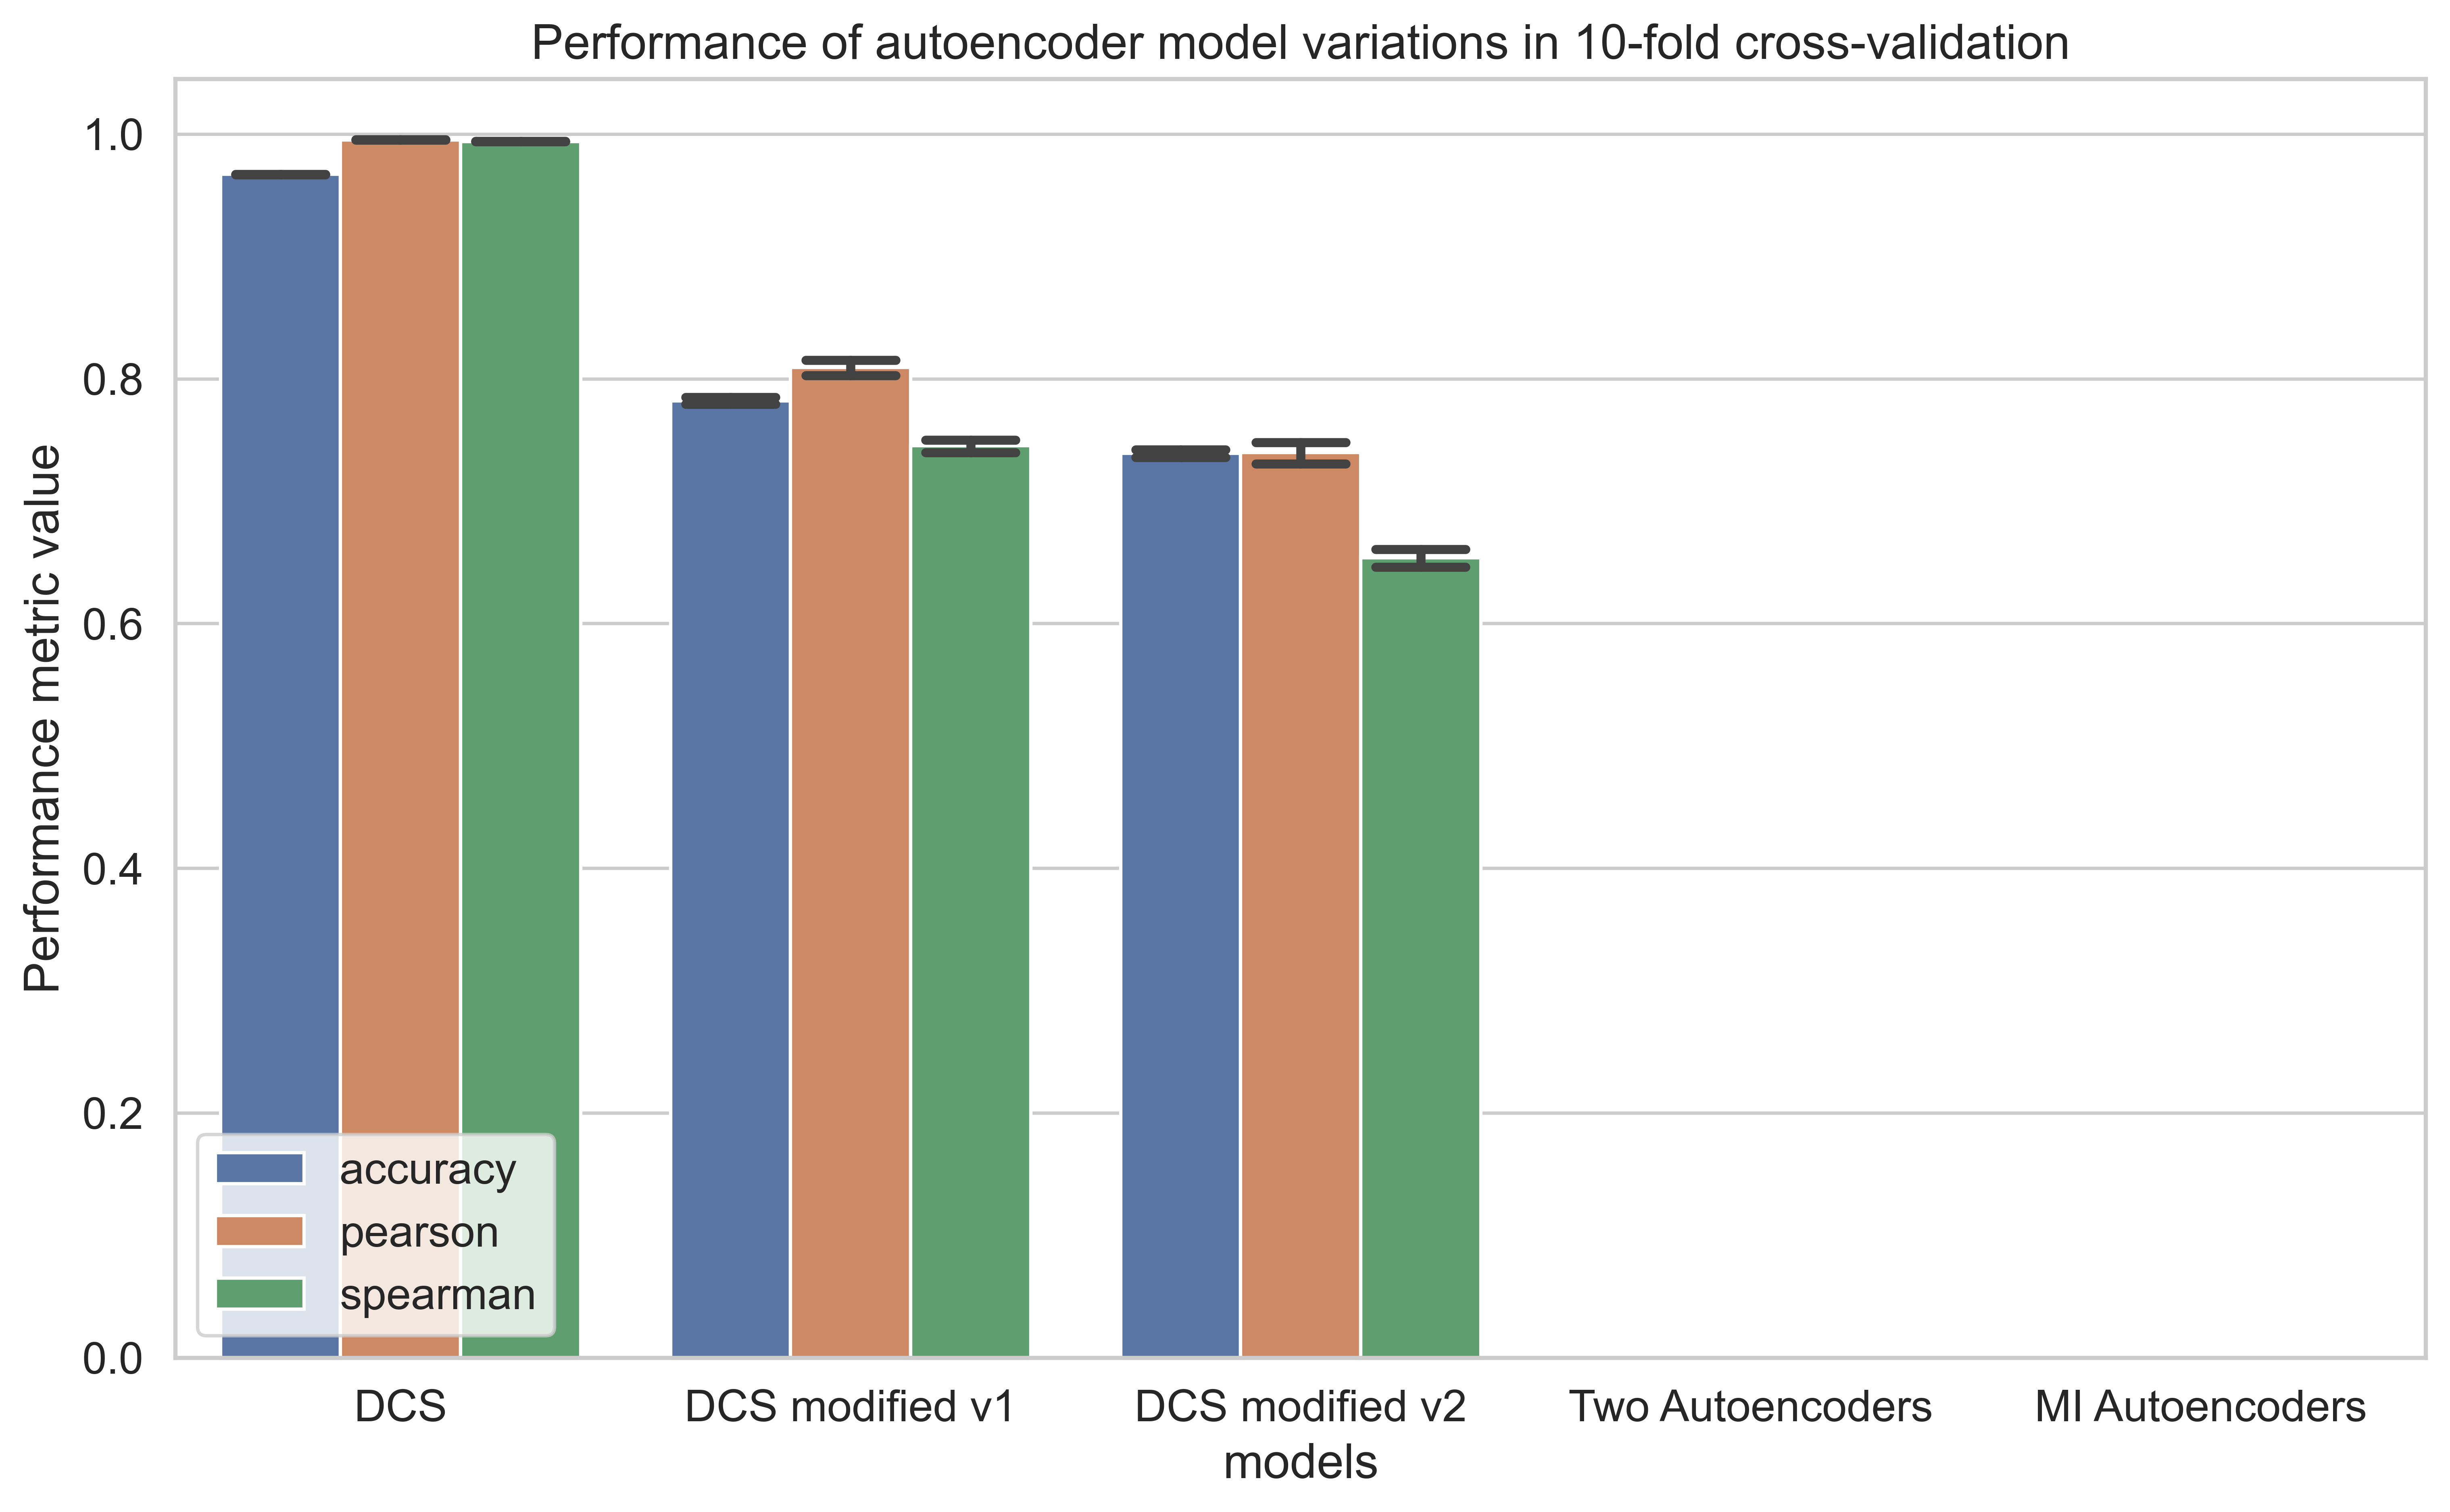 Performance of autoencoder model variations in 10-fold cross-validation
Performance metric value
1.0
0.8
0.6
0.4
0.2
0.0
accuracy
pearson
spearman
DCS
DCS modified v1
DCS modified v2
Two Autoencoders
MI Autoencoders
models